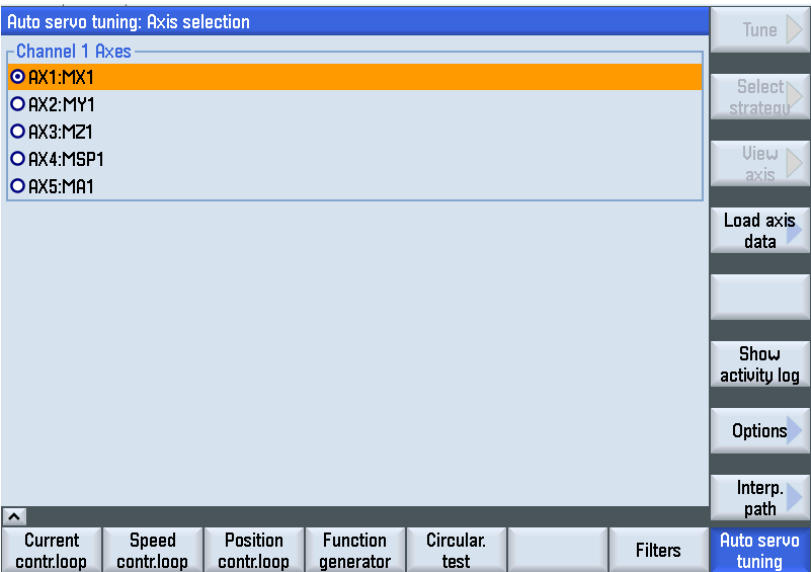 Auto servo tuning: Axis selection
Channel 1 Axes
AX1:MX1
AX2:MY1
AX3:MZ1
AX4:MSP1
AX5:MA1
Tune
Select
strategy
View
axis
Load axis
data
Show
activity log
Options
Interp.
path
Current
contr.loop
Speed
contr.loop
Position
contr.loop
Function
generator
Circular.
test
Filters
Auto servo
tuning